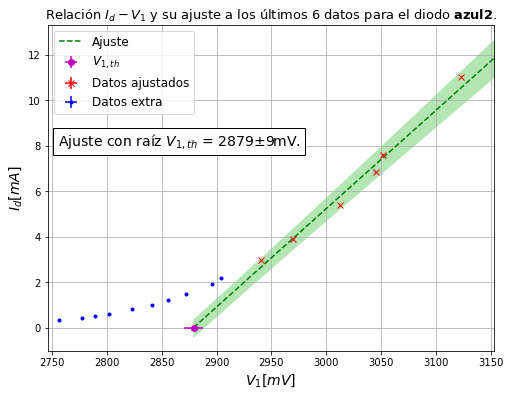 Relación $I_d - V_1$ y su ajuste a los últimos 6 datos para el diodo azul2.
Ajuste
$V_{1,th}$
Datos ajustados
Datos extra
Ajuste con raíz $V_{1,th}$ = 2879±9mV.
$I_d[mA]$
12
10
8
6
4
2
0
2750 2800 2850 2900 2950 3000 3050 3100 3150
$V_1[mV]$